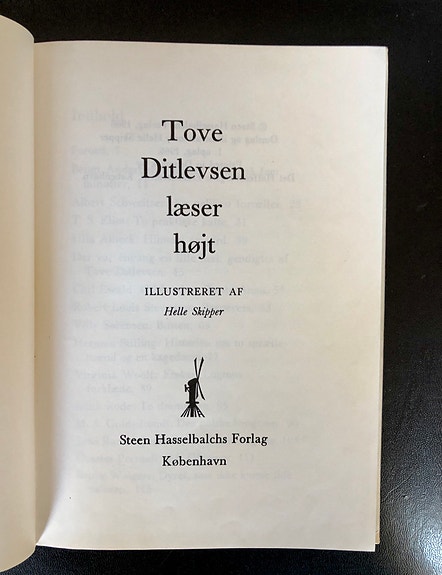 Tove
Ditlevsen
læser
højt
ILLUSTRERET AF
Helle Skipper
Steen Hasselbalchs Forlag
København